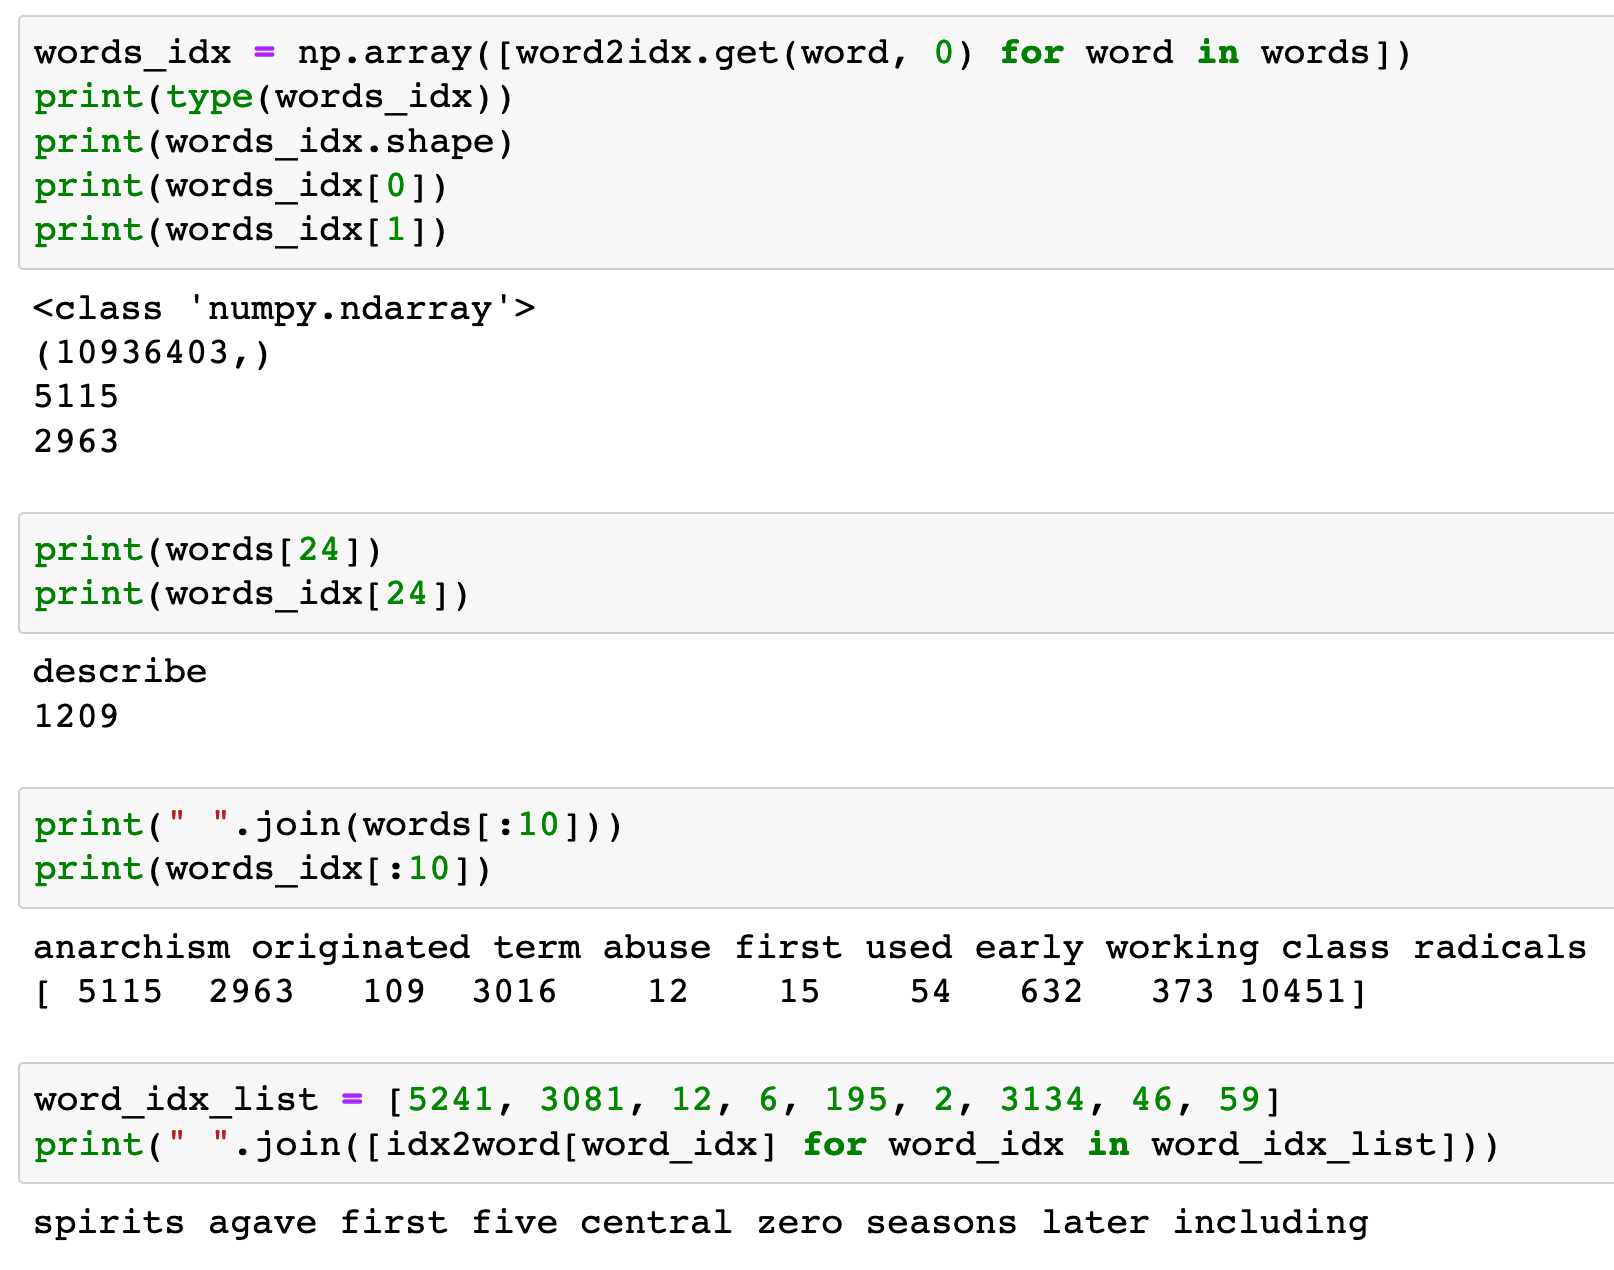 words_idx = np.array([word2idx.get(word, 0) for word in words])
print(type(words_idx))
print(words_idx.shape)
print(words_idx[0])
print(words_idx[1])
<class 'numpy.ndarray'>
(10936403,)
5115
2963
print(words[24])
print(words_idx[24])
describe
1209
print(" ".join(words[:10]))
print(words_idx[:10])
anarchism originated term abuse first used early working class radicals
[ 5115  2963   109  3016    12    15    54   632   373 10451]
word_idx_list = [5241, 3081, 12, 6, 195, 2, 3134, 46, 59]
print(" ".join([idx2word[word_idx] for word_idx in word_idx_list]))
spirits agave first five central zero seasons later including